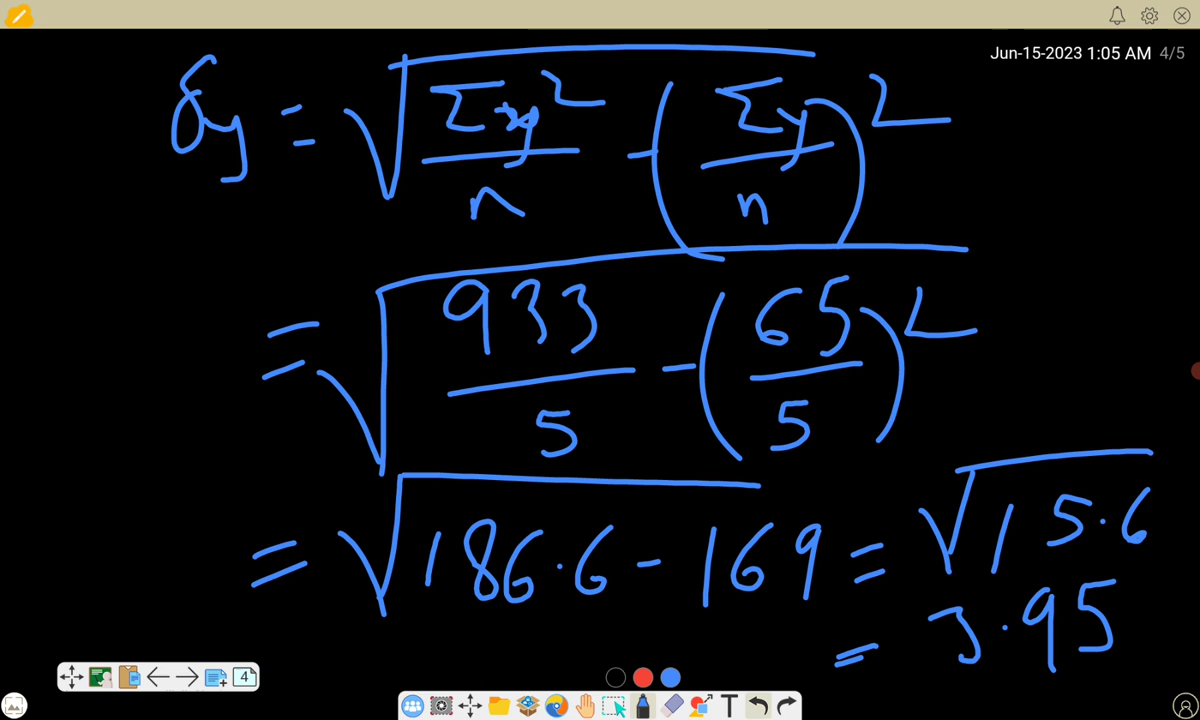 Jun-15-2023 1:05 AM 4/5
δy = √(Σy²/n - (Σy/n)²)
= √(933/5 - (65/5)²)
= √(186.6 - 169) = √15.6
= 3.95
4
T